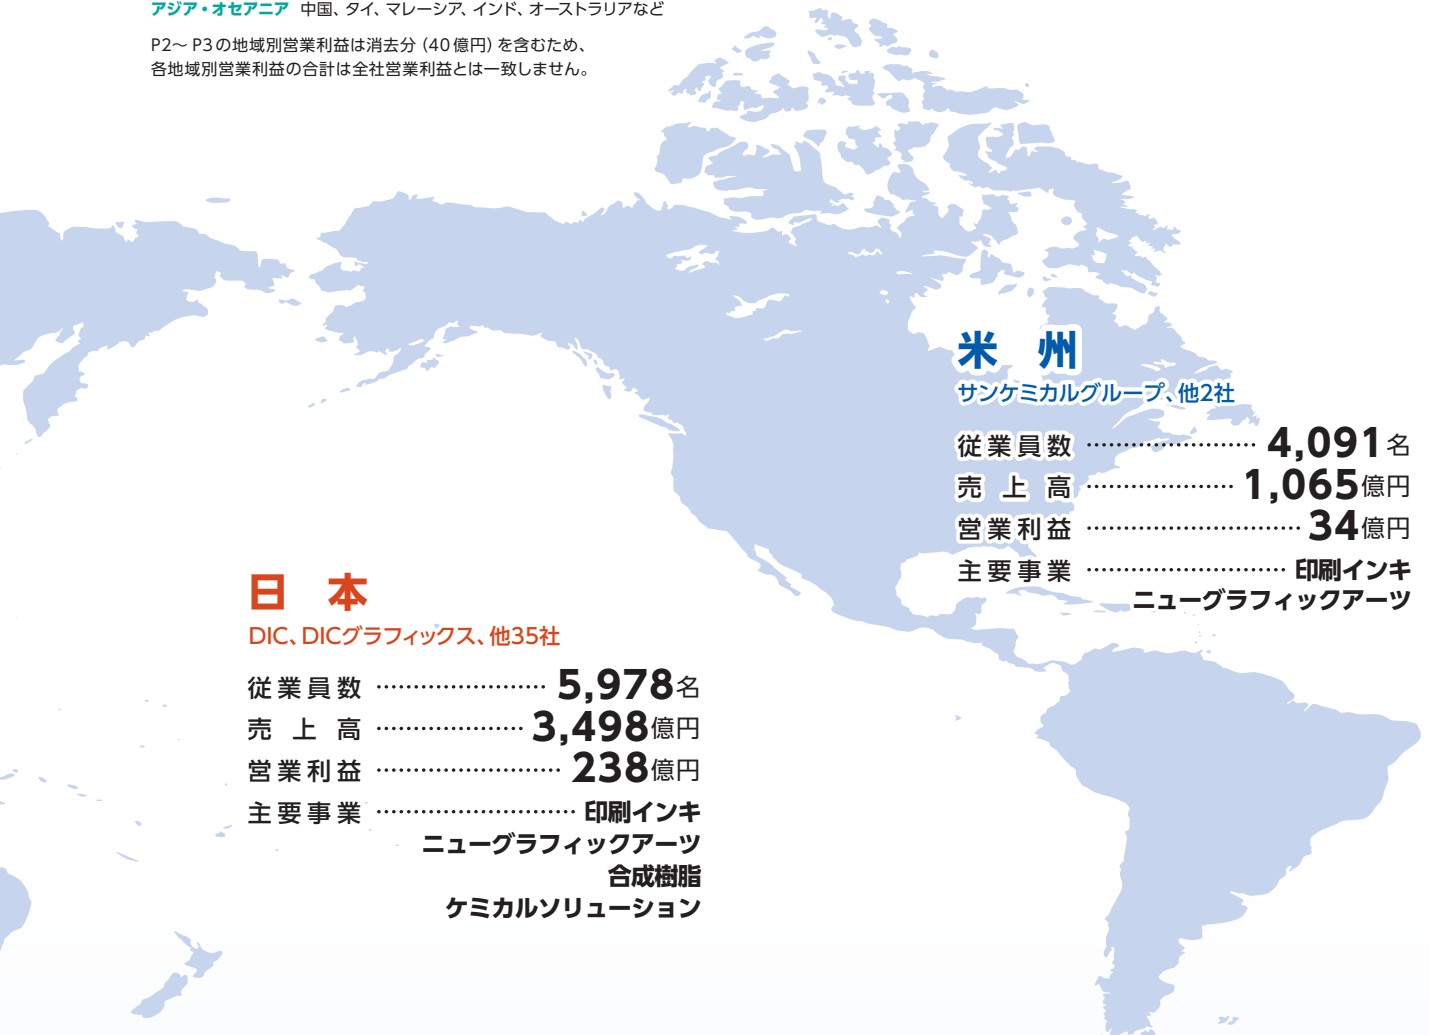 アジア・オセアニア 中国、タイ、マレーシア、インド、オーストラリアなど
P2～P3の地域別営業利益は消去分（40億円）を含むため、
各地域別営業利益の合計は全社営業利益とは一致しません。
米 州
サンケミカルグループ、他2社
従業員数 ……………………… 4,091名
売 上 高 ……………………… 1,065億円
営業利益 ……………………… 34億円
主要事業 ……………………… 印刷インキ
ニューグラフィックアーツ
日 本
DIC、DICグラフィックス、他35社
従業員数 ……………………… 5,978名
売 上 高 ……………………… 3,498億円
営業利益 ……………………… 238億円
主要事業 ……………………… 印刷インキ
ニューグラフィックアーツ
合成樹脂
ケミカルソリューション